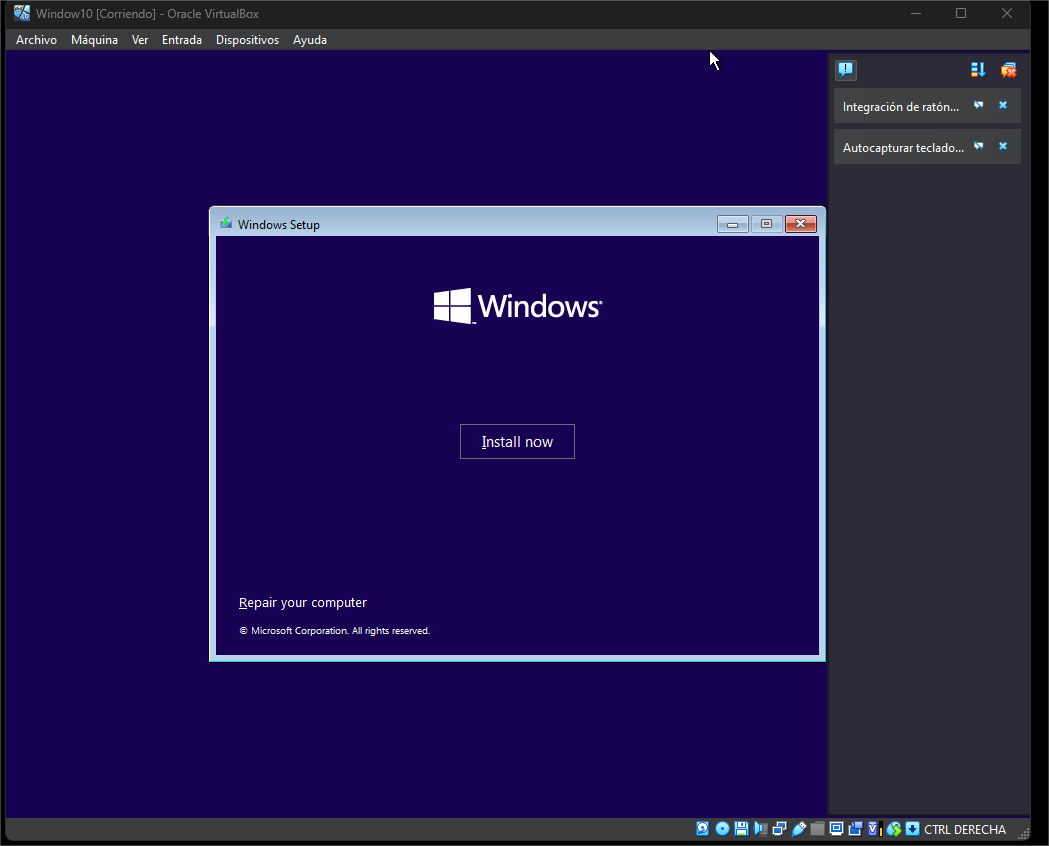 Window10 [Corriendo] - Oracle VirtualBox
Archivo Máquina Ver Entrada Dispositivos Ayuda
Integración de ratón...
Autocapturar teclado...
Windows Setup
Windows
Install now
Repair your computer
© Microsoft Corporation. All rights reserved.
CTRL DERECHA